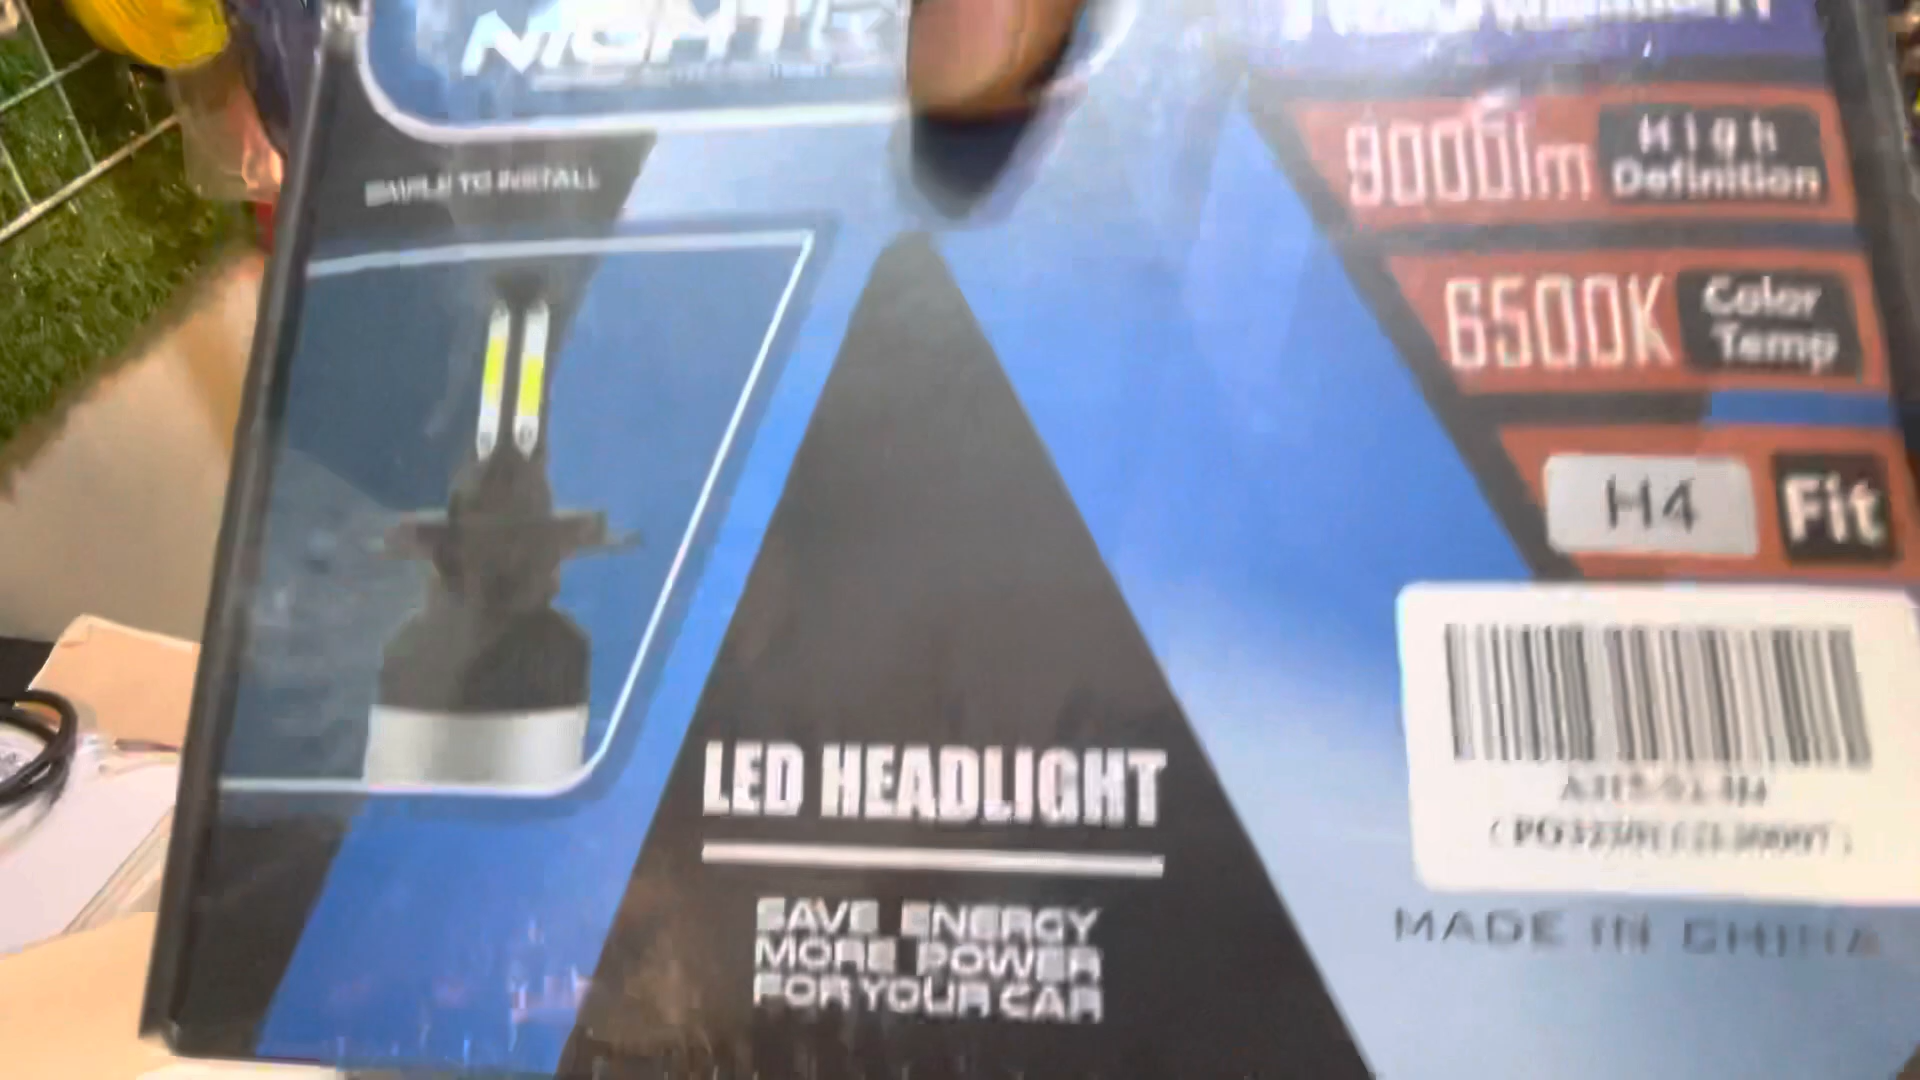 SIMPLE TO INSTALL
9000lm High Definition
6500K Color Temp
H4 Fit
LED HEADLIGHT
SAVE ENERGY
MORE POWER
FOR YOUR CAR
MADE IN CHINA